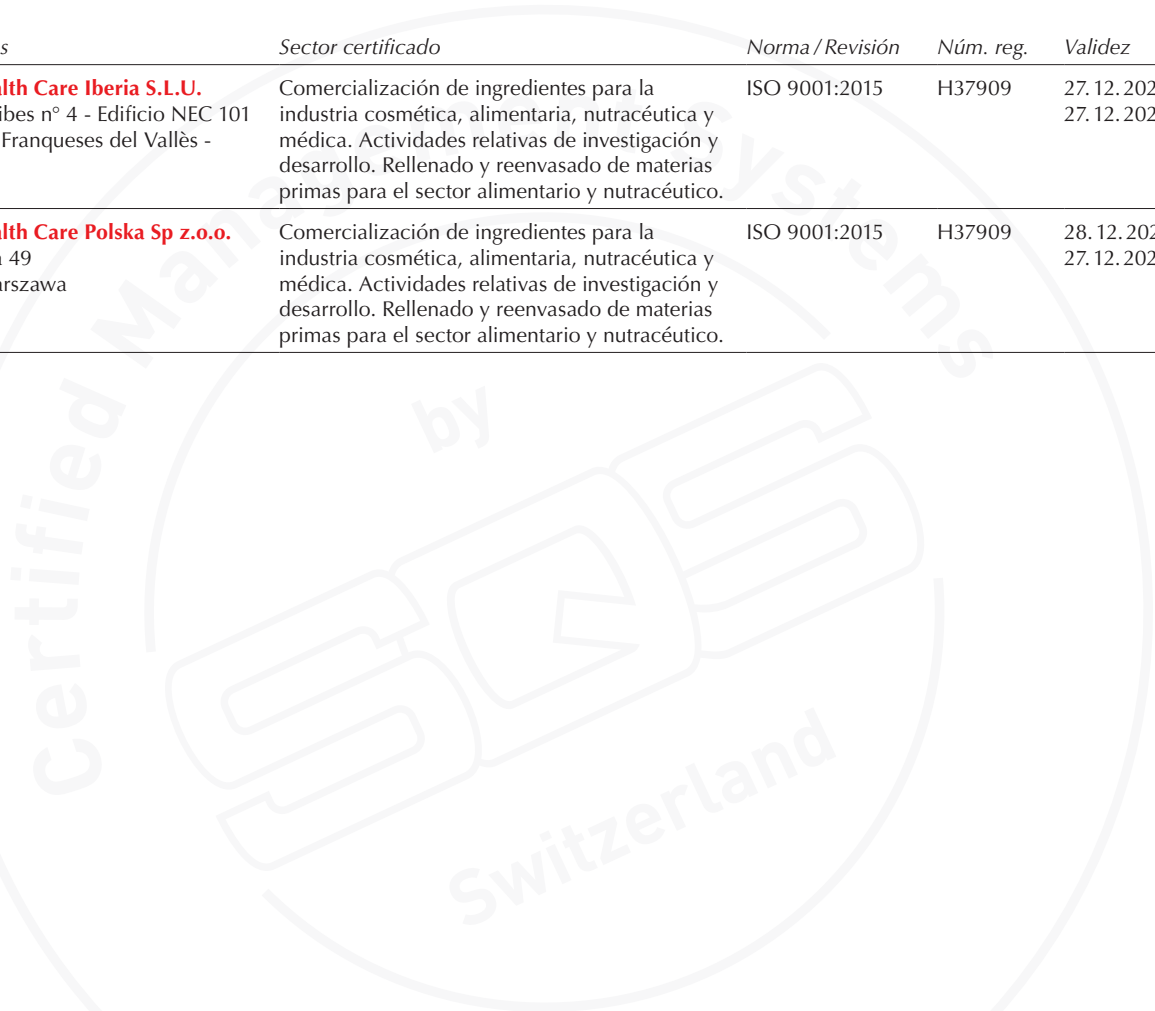 s Sector certificado Norma / Revisión Núm. reg. Validez
alth Care Iberia S.L.U. Comercialización de ingredientes para la ISO 9001:2015 H37909 27.12.202
ibes n° 4 - Edificio NEC 101 industria cosmética, alimentaria, nutracéutica y 27.12.202
Franqueses del Vallès - médica. Actividades relativas de investigación y
desarrollo. Rellenado y reenvasado de materias
primas para el sector alimentario y nutracéutico.
alth Care Polska Sp z.o.o. Comercialización de ingredientes para la ISO 9001:2015 H37909 28.12.202
a 49 industria cosmética, alimentaria, nutracéutica y 27.12.202
arszawa médica. Actividades relativas de investigación y
desarrollo. Rellenado y reenvasado de materias
primas para el sector alimentario y nutracéutico.
Certified Management Systems
by
SQS
Switzerland